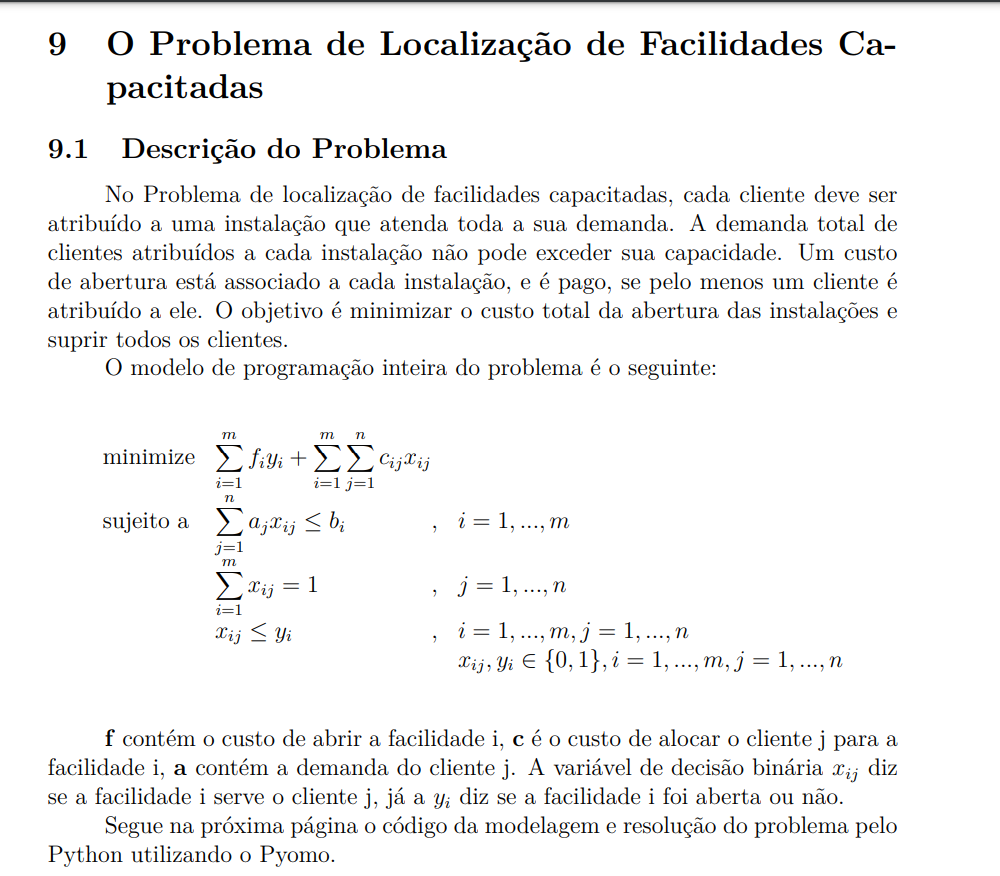 9 O Problema de Localização de Facilidades Ca-
pacitadas
9.1 Descrição do Problema
No Problema de localização de facilidades capacitadas, cada cliente deve ser
atribuído a uma instalação que atenda toda a sua demanda. A demanda total de
clientes atribuídos a cada instalação não pode exceder sua capacidade. Um custo
de abertura está associado a cada instalação, e é pago, se pelo menos um cliente é
atribuído a ele. O objetivo é minimizar o custo total da abertura das instalações e
suprir todos os clientes.
O modelo de programação inteira do problema é o seguinte:
minimize $\sum_{i=1}^{m} f_i y_i + \sum_{i=1}^{m} \sum_{j=1}^{n} c_{ij} x_{ij}$
sujeito a $\sum_{j=1}^{n} a_j x_{ij} \leq b_i$ , $i = 1, ..., m$
$\sum_{i=1}^{m} x_{ij} = 1$ , $j = 1, ..., n$
$x_{ij} \leq y_i$ , $i = 1, ..., m, j = 1, ..., n$
$x_{ij}, y_i \in \{0, 1\}, i = 1, ..., m, j = 1, ..., n$
f contém o custo de abrir a facilidade i, c é o custo de alocar o cliente j para a
facilidade i, a contém a demanda do cliente j. A variável de decisão binária $x_{ij}$ diz
se a facilidade i serve o cliente j, já a $y_i$ diz se a facilidade i foi aberta ou não.
Segue na próxima página o código da modelagem e resolução do problema pelo
Python utilizando o Pyomo.